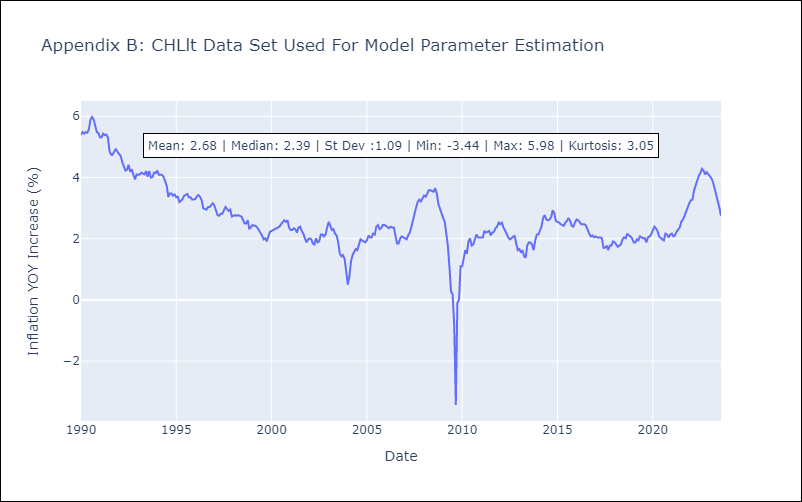 Appendix B: CHLlt Data Set Used For Model Parameter Estimation
Mean: 2.68 | Median: 2.39 | St Dev :1.09 | Min: -3.44 | Max: 5.98 | Kurtosis: 3.05
Inflation YOY Increase (%)
6
4
2
0
−2
1990 1995 2000 2005 2010 2015 2020
Date